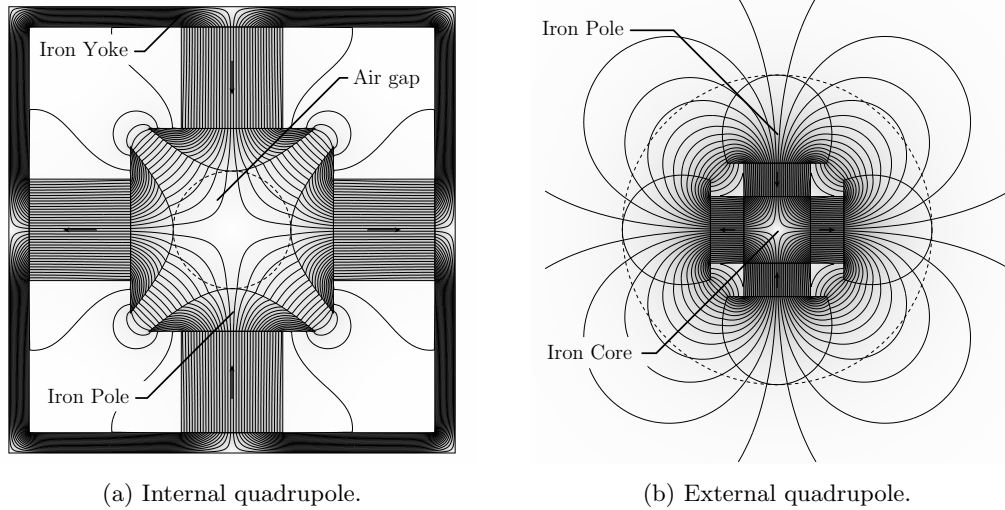 Iron Yoke
Air gap
Iron Pole
(a) Internal quadrupole.
Iron Pole
Iron Core
(b) External quadrupole.